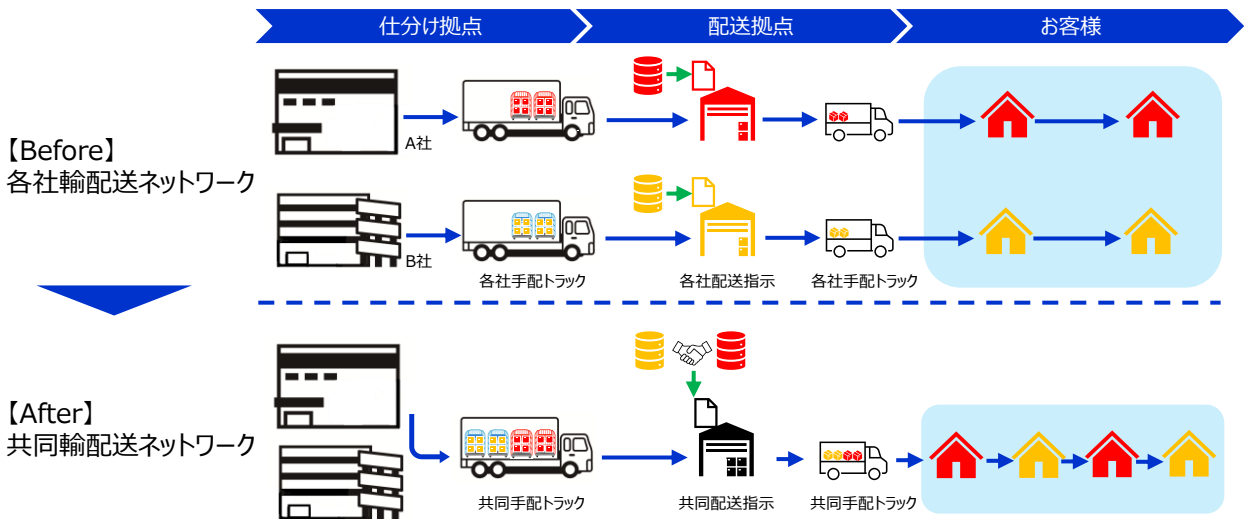 仕分け拠点
配送拠点
お客様
【Before】
各社輸配送ネットワーク
A社
B社
各社手配トラック
各社配送指示
各社手配トラック
【After】
共同輸配送ネットワーク
共同手配トラック
共同配送指示
共同手配トラック